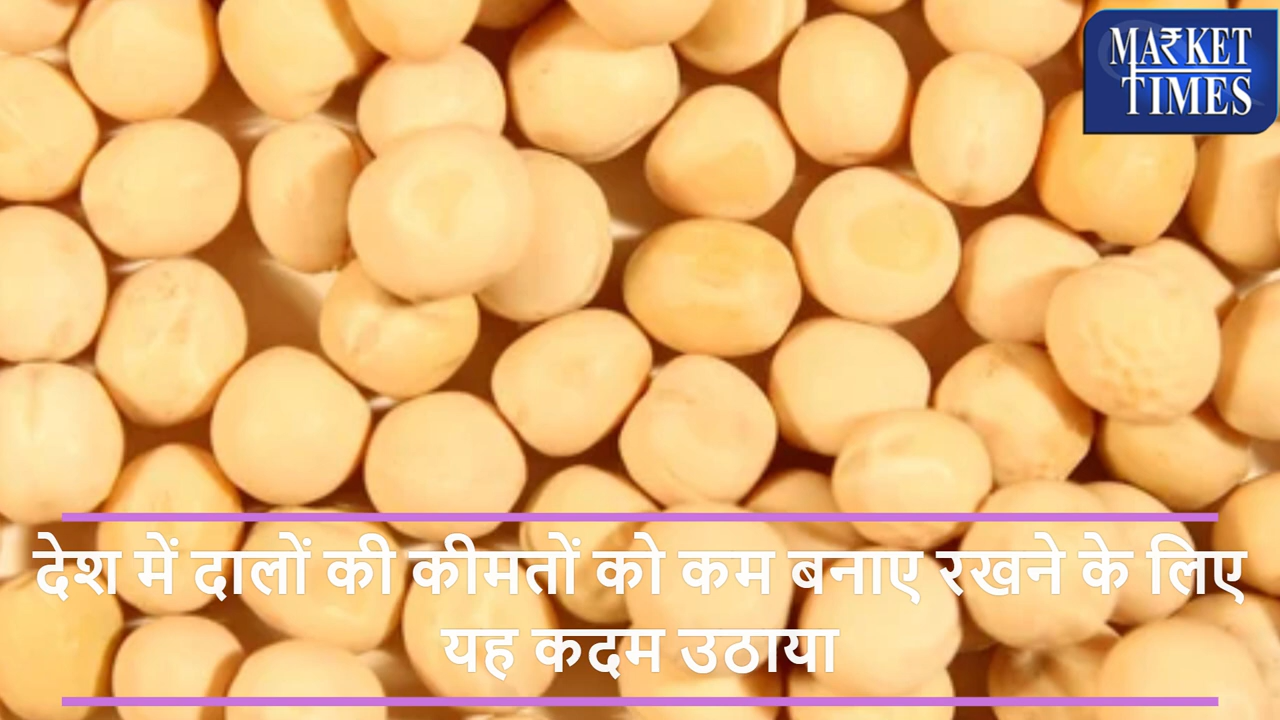 MA₹KET
TIMES
देश में दालों की कीमतों को कम बनाए रखने के लिए
यह कदम उठाया